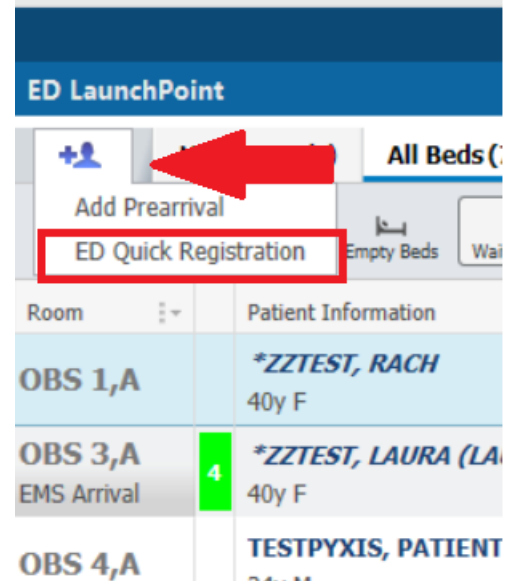 ED LaunchPoint
All Beds
Add Prearrival
ED Quick Registration
Empty Beds
Room
Patient Information
OBS 1,A
*ZZTEST, RACH
40y F
OBS 3,A
4
*ZZTEST, LAURA (LA
EMS Arrival
40y F
OBS 4,A
TESTPYXIS, PATIENT